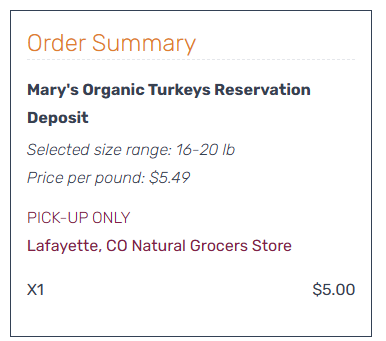 Order Summary
Mary's Organic Turkeys Reservation
Deposit
Selected size range: 16-20 lb
Price per pound: $5.49
PICK-UP ONLY
Lafayette, CO Natural Grocers Store
X1 $5.00